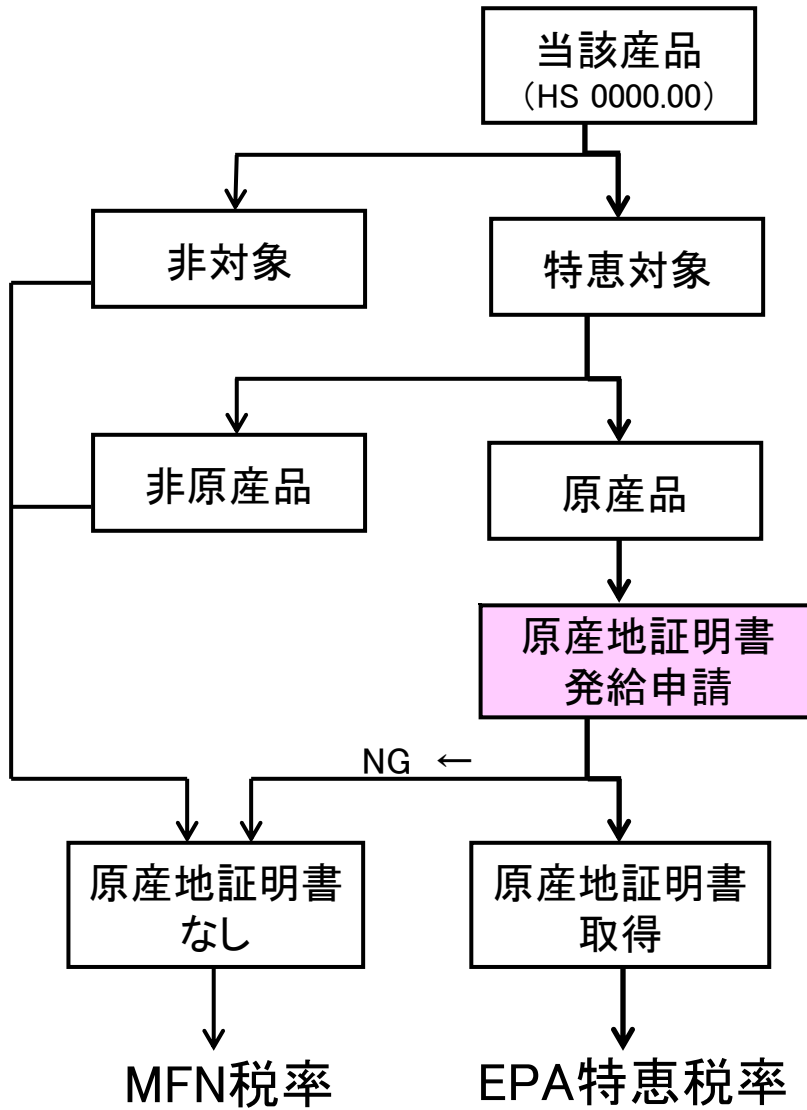 当該産品
（HS 0000.00）
非対象
特恵対象
非原産品
原産品
原産地証明書
発給申請
NG ←
原産地証明書
なし
原産地証明書
取得
MFN税率
EPA特恵税率